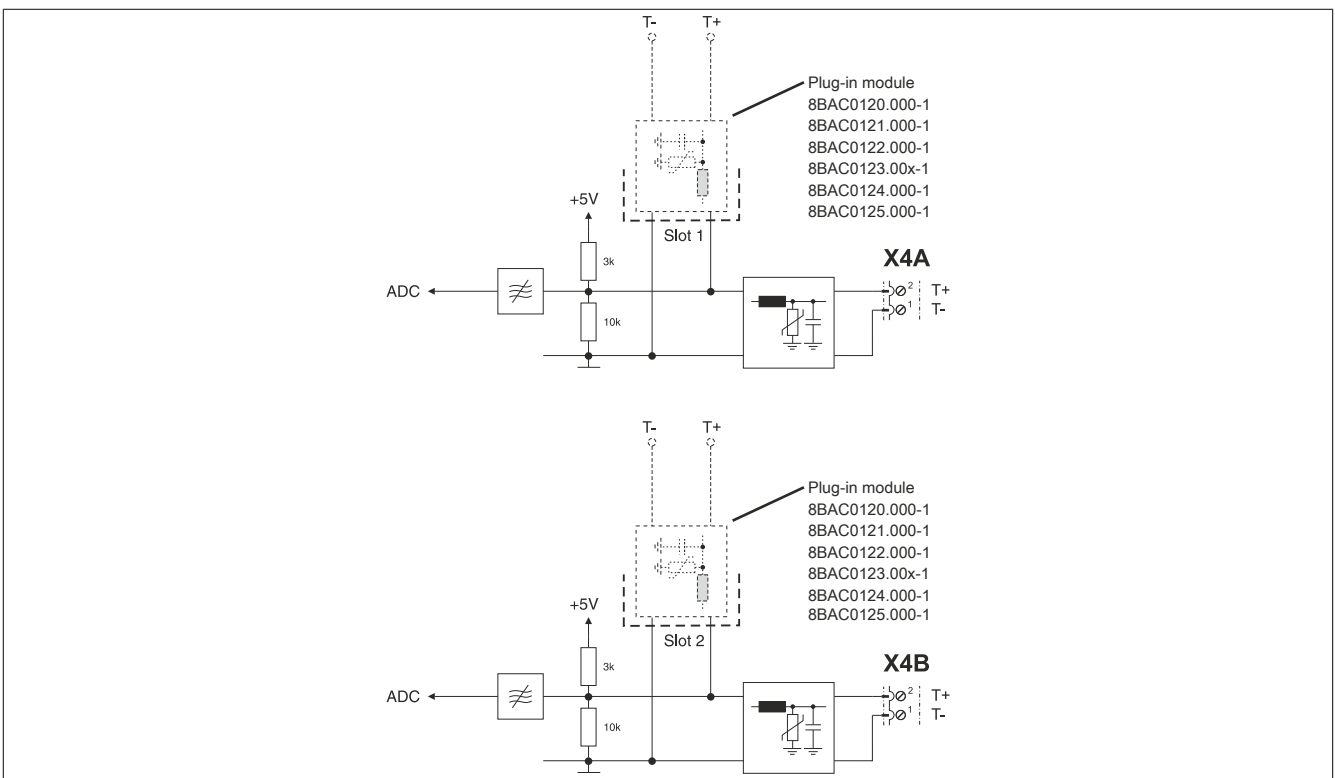 T- T+
Plug-in module
8BAC0120.000-1
8BAC0121.000-1
8BAC0122.000-1
8BAC0123.00x-1
8BAC0124.000-1
8BAC0125.000-1
+5V
Slot 1
3k
X4A
ADC
2 T+
1 T-
10k
T- T+
Plug-in module
8BAC0120.000-1
8BAC0121.000-1
8BAC0122.000-1
8BAC0123.00x-1
8BAC0124.000-1
8BAC0125.000-1
+5V
Slot 2
3k
X4B
ADC
2 T+
1 T-
10k